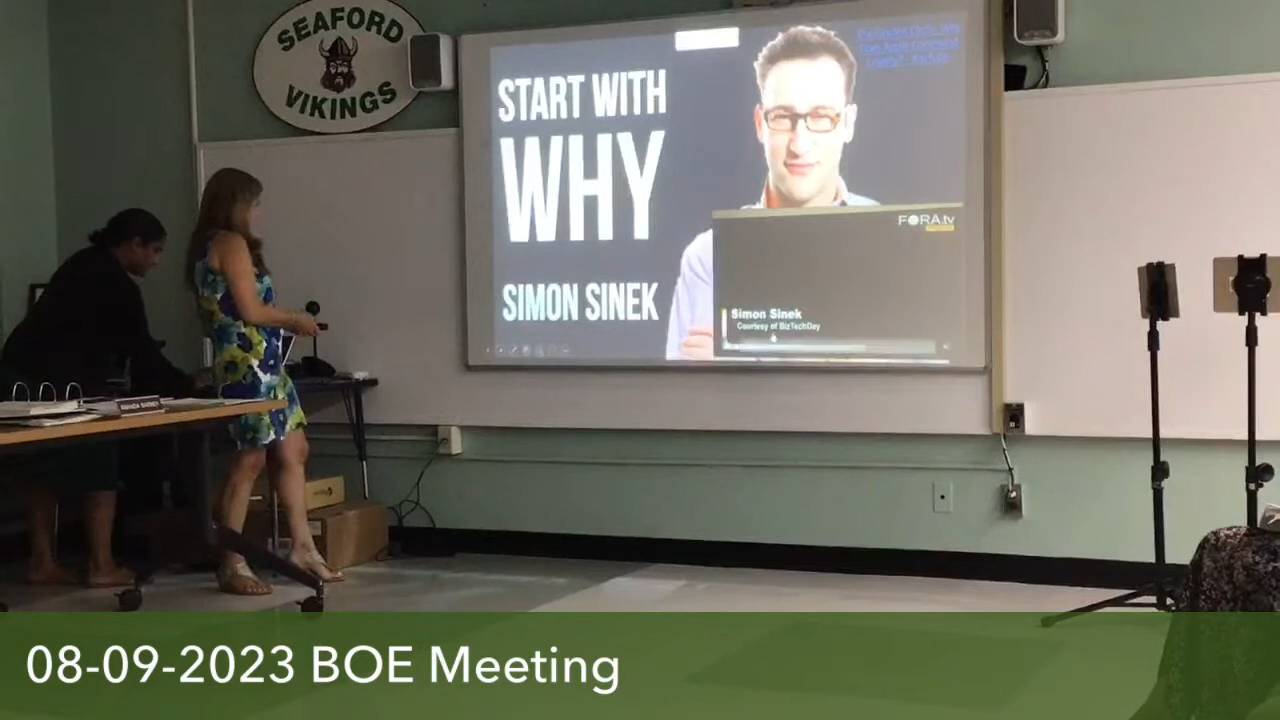 SEAFORD
VIKINGS
START WITH
WHY
SIMON SINEK
FORA.tv
Simon Sinek
Courtesy of BizTechDay
08-09-2023 BOE Meeting